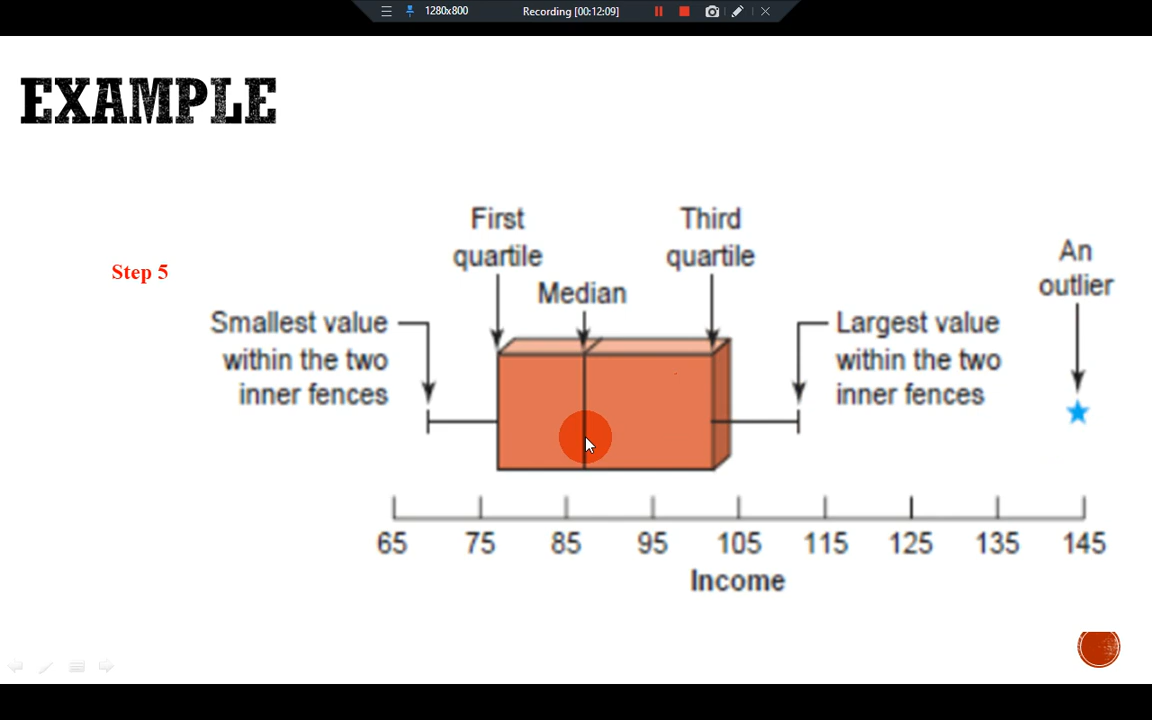 1280x800
Recording [00:12:09]
EXAMPLE
Step 5
First
quartile
Median
Third
quartile
An
outlier
Smallest value
within the two
inner fences
Largest value
within the two
inner fences
65 75 85 95 105 115 125 135 145
Income